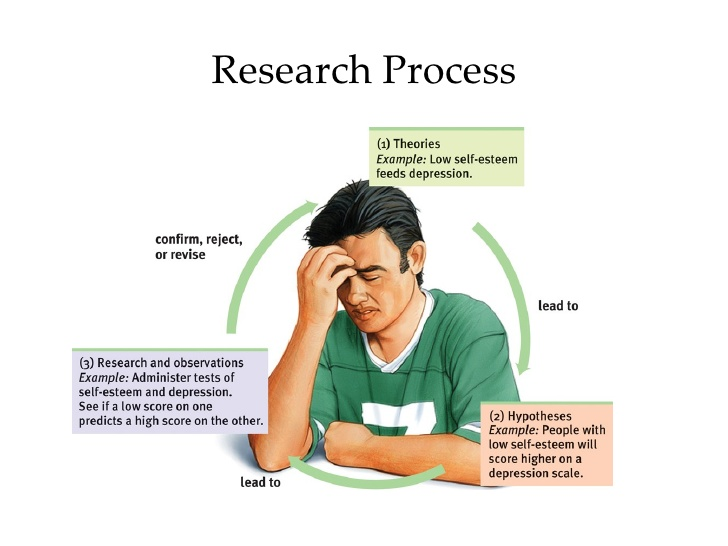 Research Process
(1) Theories
Example: Low self-esteem
feeds depression.
confirm, reject,
or revise
lead to
(3) Research and observations
Example: Administer tests of
self-esteem and depression.
See if a low score on one
predicts a high score on the other.
(2) Hypotheses
Example: People with
low self-esteem will
score higher on a
depression scale.
lead to